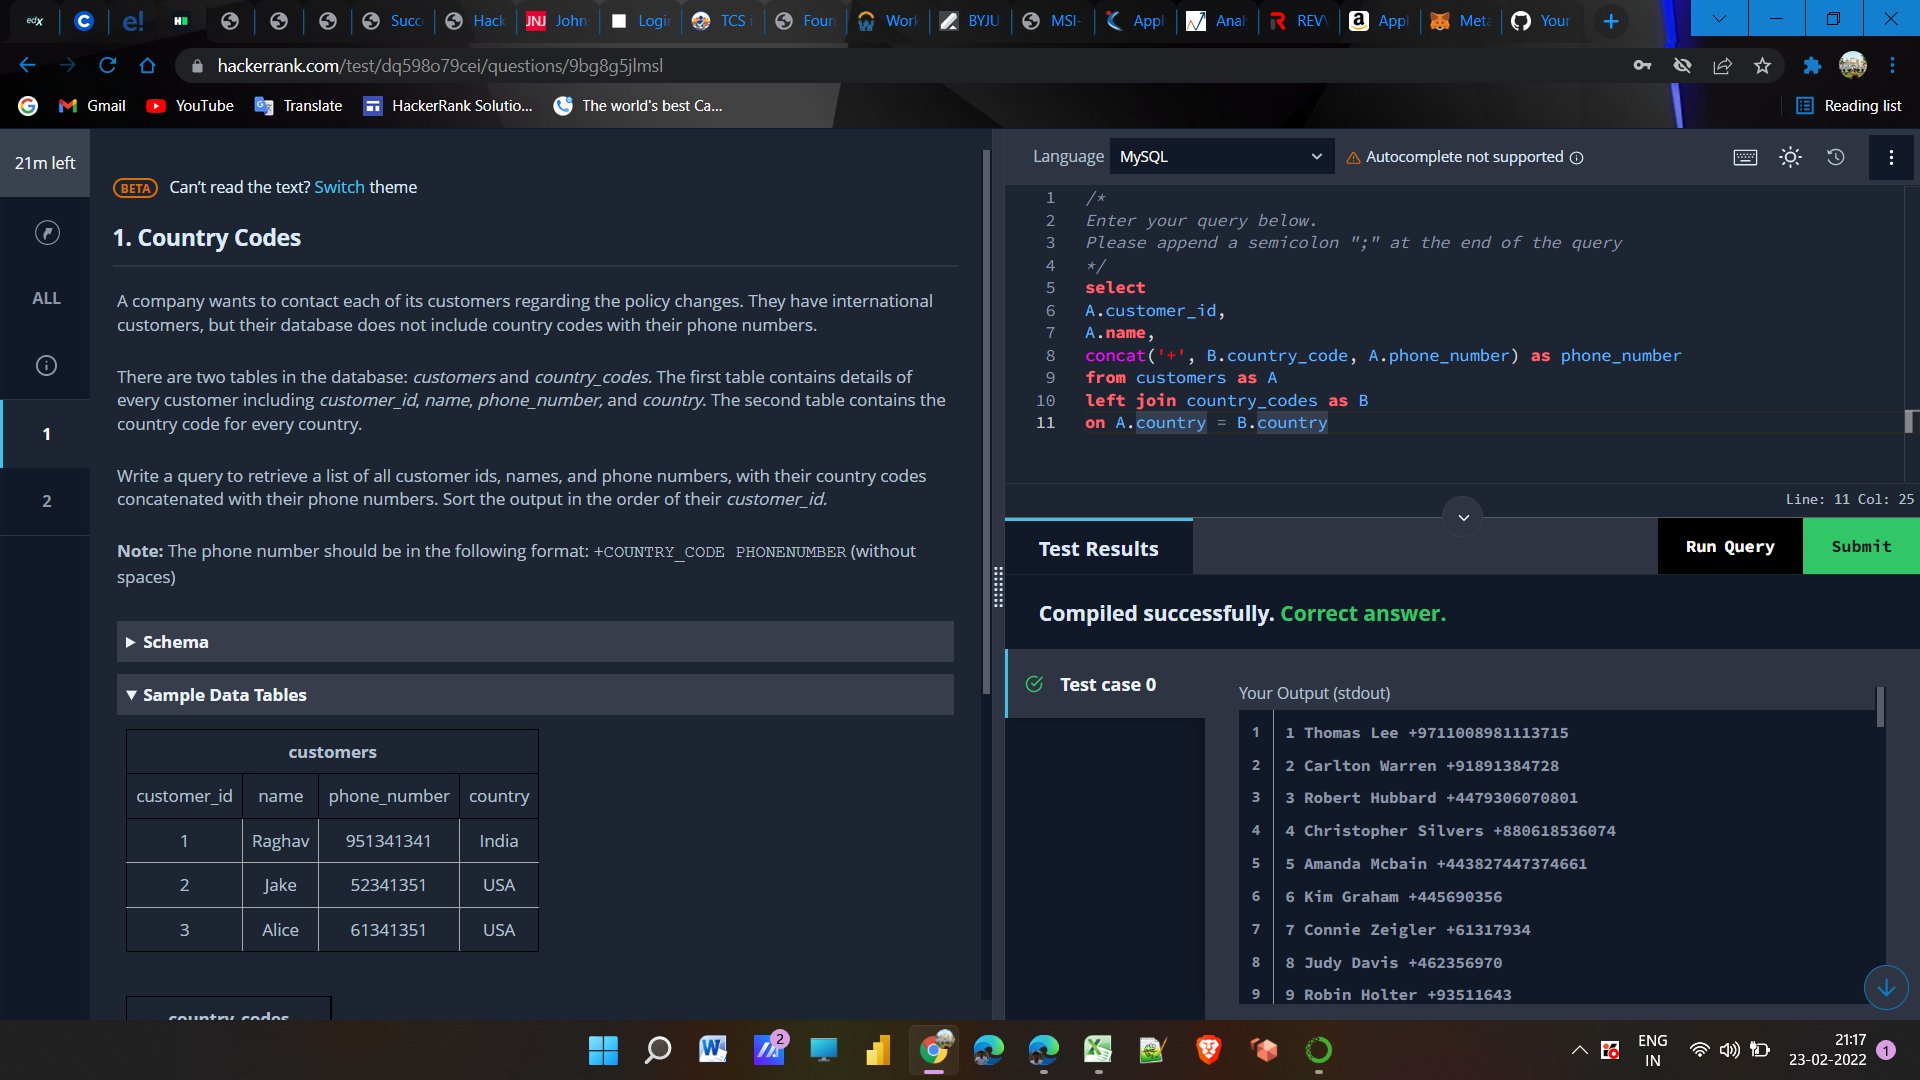 edX
Succ
Hack
JNJ John
Login
TCS i
Foun
Work
BYJU
MSI-
Appl
Anal
REVV
Appl
Meta
Your
hackerrank.com/test/dq598o79cei/questions/9bg8g5jlmsl
Gmail
YouTube
Translate
HackerRank Solutio...
The world's best Ca...
Reading list
21m left
ALL
1
2
BETA Can't read the text? Switch theme
1. Country Codes
A company wants to contact each of its customers regarding the policy changes. They have international
customers, but their database does not include country codes with their phone numbers.
There are two tables in the database: customers and country_codes. The first table contains details of
every customer including customer_id, name, phone_number, and country. The second table contains the
country code for every country.
Write a query to retrieve a list of all customer ids, names, and phone numbers, with their country codes
concatenated with their phone numbers. Sort the output in the order of their customer_id.
Note: The phone number should be in the following format: +COUNTRY_CODE PHONENUMBER (without
spaces)
Schema
Sample Data Tables
customers
customer_id name phone_number country
1 Raghav 951341341 India
2 Jake 52341351 USA
3 Alice 61341351 USA
country_codes
Language MySQL Autocomplete not supported
1 /*
2 Enter your query below.
3 Please append a semicolon ";" at the end of the query
4 */
5 select
6 A.customer_id,
7 A.name,
8 concat('+', B.country_code, A.phone_number) as phone_number
9 from customers as A
10 left join country_codes as B
11 on A.country = B.country
Line: 11 Col: 25
Test Results
Run Query
Submit
Compiled successfully. Correct answer.
Test case 0
Your Output (stdout)
1 1 Thomas Lee +9711008981113715
2 2 Carlton Warren +91891384728
3 3 Robert Hubbard +4479306070801
4 4 Christopher Silvers +880618536074
5 5 Amanda Mcbain +443827447374661
6 6 Kim Graham +445690356
7 7 Connie Zeigler +61317934
8 8 Judy Davis +462356970
9 9 Robin Holter +93511643
2
ENG
IN
21:17
23-02-2022
1